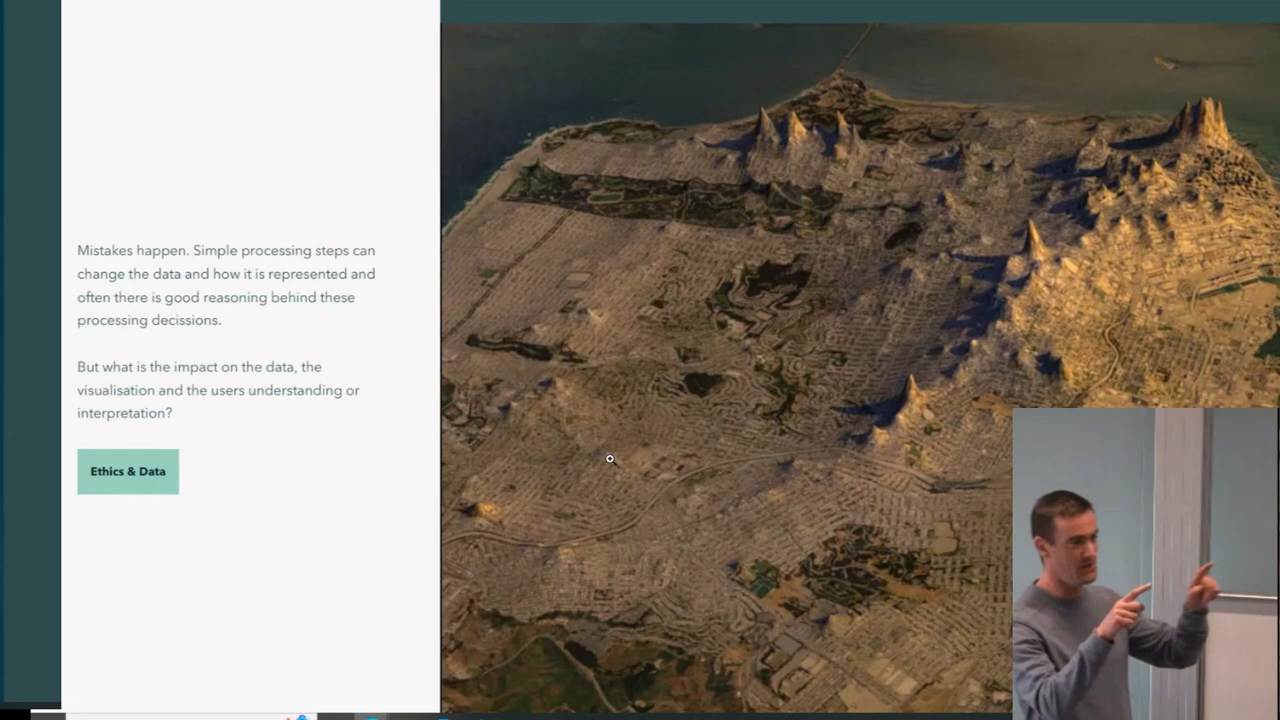 Mistakes happen. Simple processing steps can
change the data and how it is represented and
often there is good reasoning behind these
processing decissions.
But what is the impact on the data, the
visualisation and the users understanding or
interpretation?
Ethics & Data